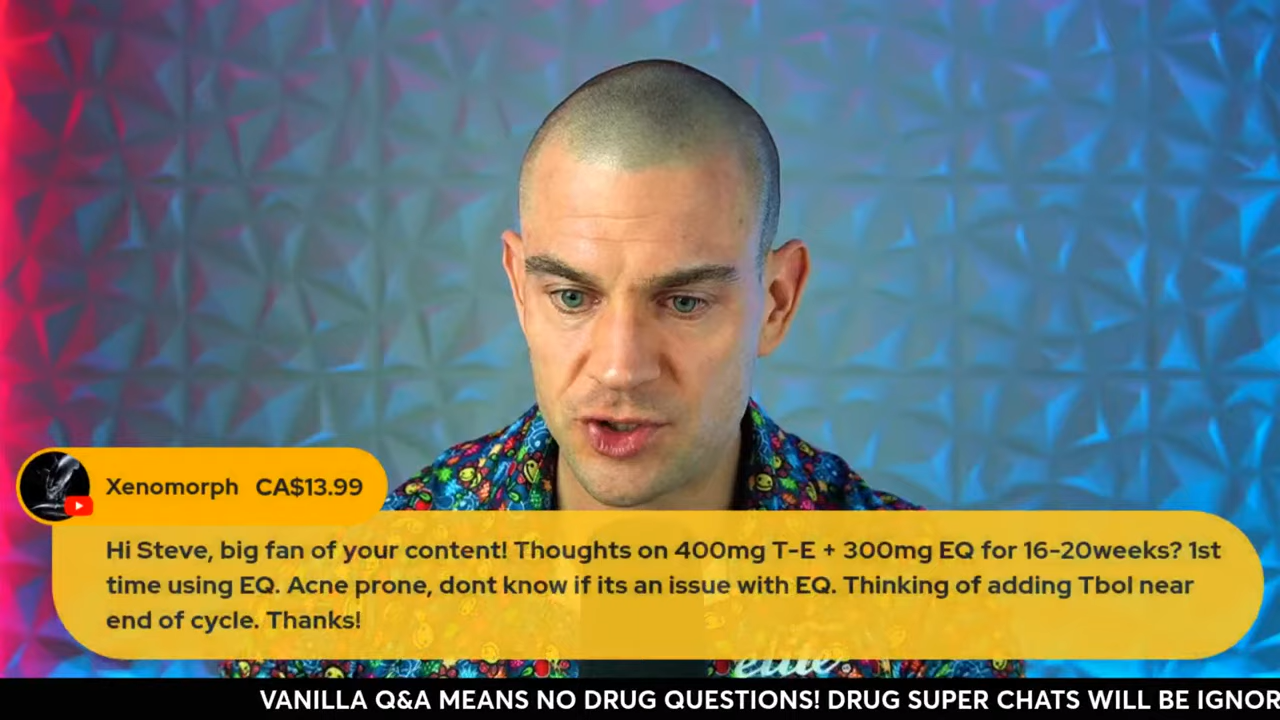 Xenomorph CA$13.99
Hi Steve, big fan of your content! Thoughts on 400mg T-E + 300mg EQ for 16-20weeks? 1st
time using EQ. Acne prone, dont know if its an issue with EQ. Thinking of adding Tbol near
end of cycle. Thanks!
elite
VANILLA Q&A MEANS NO DRUG QUESTIONS! DRUG SUPER CHATS WILL BE IGNOR